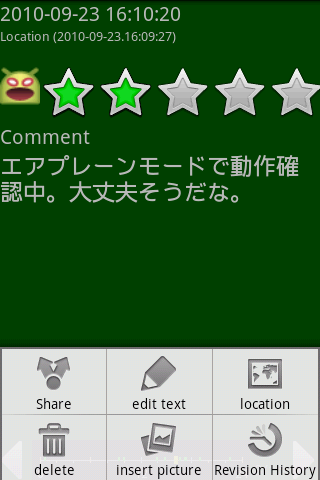 2010-09-23 16:10:20
Location (2010-09-23.16:09:27)
Comment
エアプレーンモードで動作確
認中。大丈夫そうだな。
Share
edit text
location
delete
insert picture
Revision History